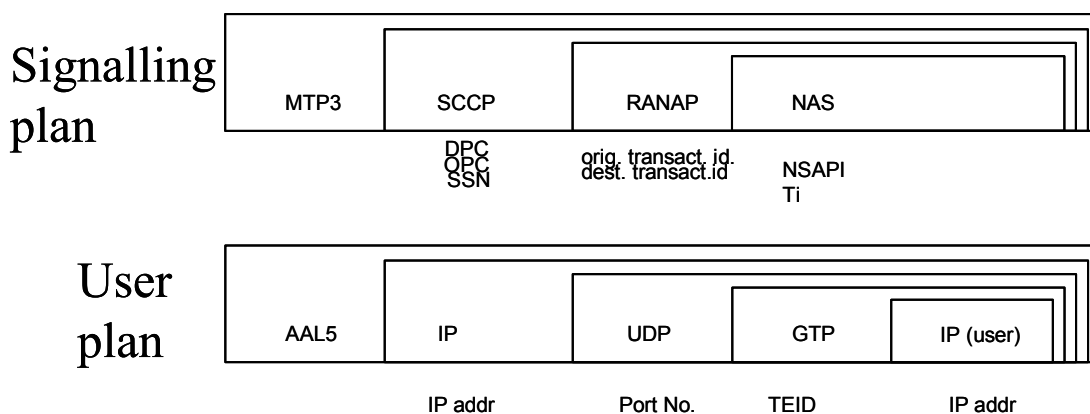 Signalling
plan
MTP3 SCCP RANAP NAS
DPC
OPC
SSN
orig. transact. id.
dest. transact.id
NSAPI
Ti
User
plan
AAL5 IP UDP GTP IP (user)
IP addr Port No. TEID IP addr